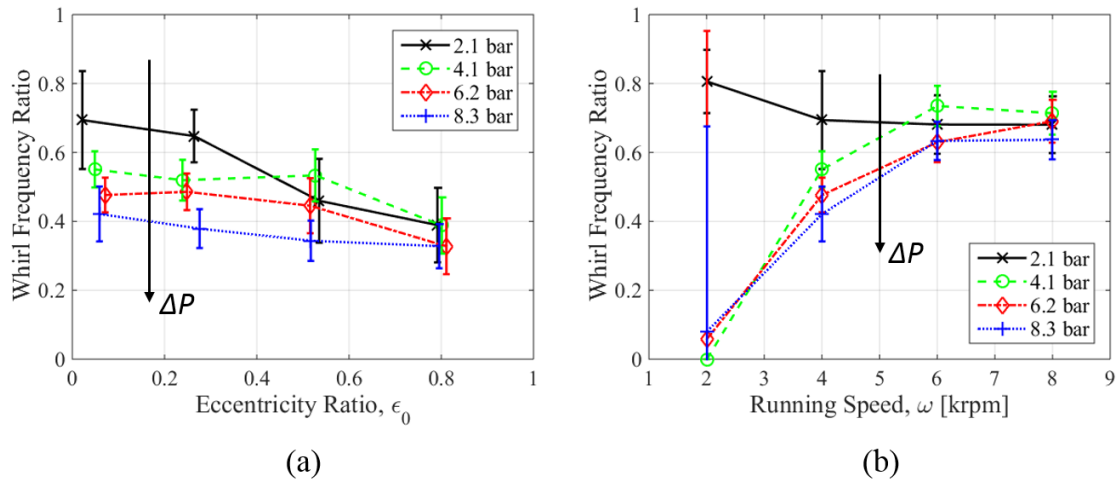 Whirl Frequency Ratio
1
0.8
0.6
0.4
0.2
0
0
0.2
0.4
0.6
0.8
1
Eccentricity Ratio, ϵ0
2.1 bar
4.1 bar
6.2 bar
8.3 bar
ΔP
(a)
Whirl Frequency Ratio
1
0.8
0.6
0.4
0.2
0
1
2
3
4
5
6
7
8
9
Running Speed, ω [krpm]
ΔP
2.1 bar
4.1 bar
6.2 bar
8.3 bar
(b)